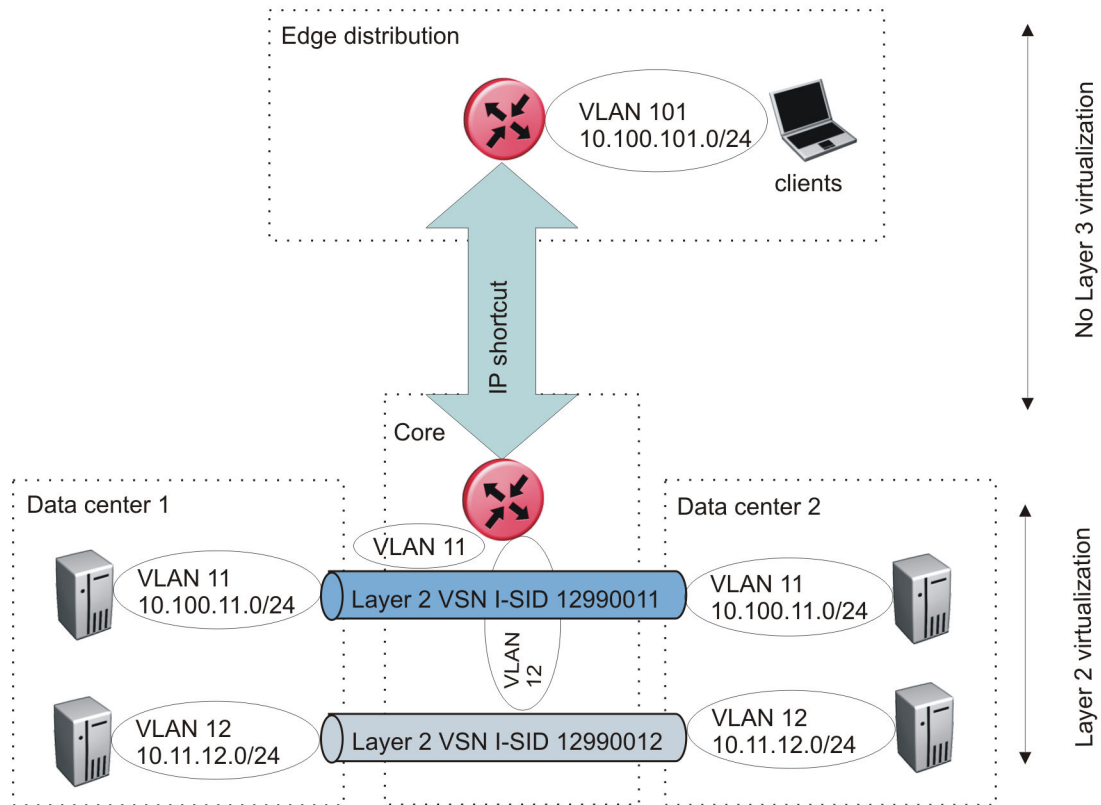 Edge distribution
VLAN 101
10.100.101.0/24
clients
No Layer 3 virtualization
IP shortcut
Core
Data center 1
Data center 2
VLAN 11
VLAN 11
10.100.11.0/24
Layer 2 VSN I-SID 12990011
VLAN 11
10.100.11.0/24
VLAN
12
VLAN 12
10.11.12.0/24
Layer 2 VSN I-SID 12990012
VLAN 12
10.11.12.0/24
Layer 2 virtualization